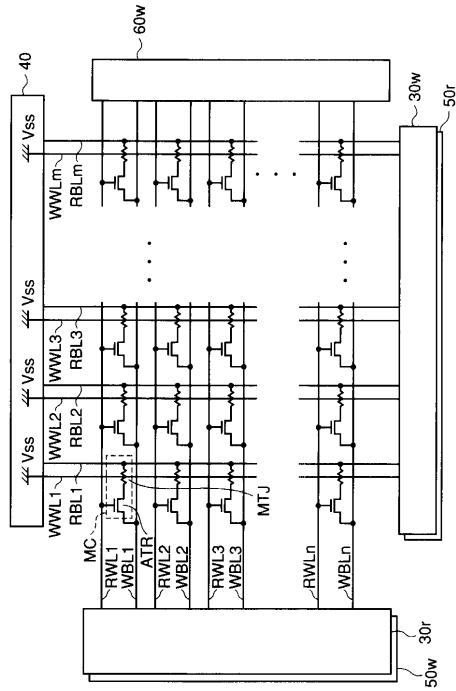 40
60w
Vss
Vss
Vss
Vss
WWL1
RBL1
WWL2
RBL2
WWL3
RBL3
WWLm
RBLm
MC
RWL1
WBL1
ATR
RWL2
WBL2
MTJ
RWL3
WBL3
RWLn
WBLn
30w
50r
30r
50w